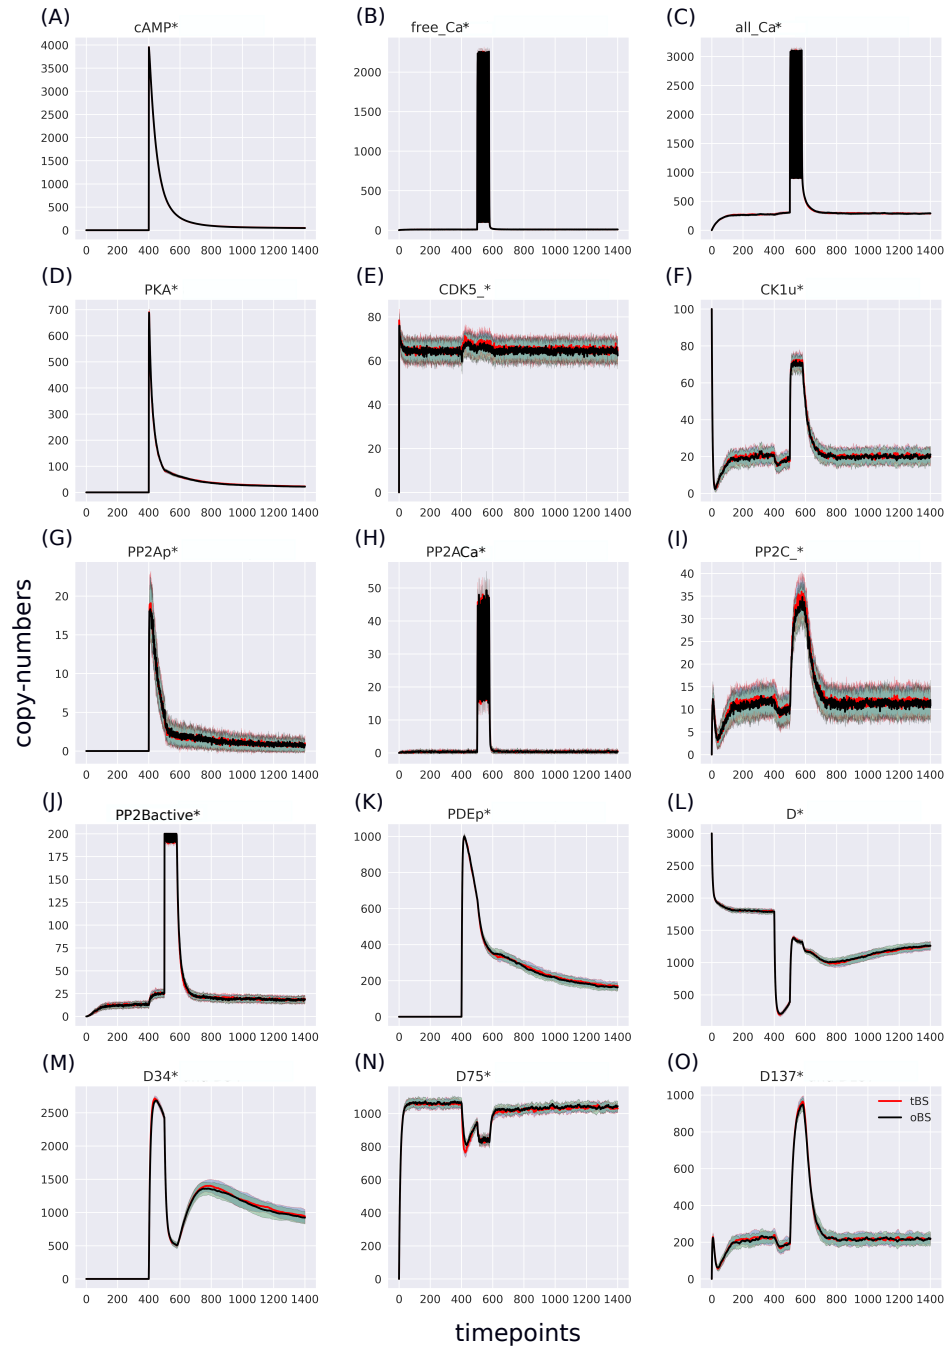 (A)
cAMP*
4000
3500
3000
2500
2000
1500
1000
500
0
0 200 400 600 800 1000 1200 1400
(B)
free_Ca*
2000
1500
1000
500
0
0 200 400 600 800 1000 1200 1400
(C)
all_Ca*
3000
2500
2000
1500
1000
500
0
0 200 400 600 800 1000 1200 1400
(D)
PKA*
700
600
500
400
300
200
100
0
0 200 400 600 800 1000 1200 1400
(E)
CDK5_*
80
60
40
20
0
0 200 400 600 800 1000 1200 1400
(F)
CK1u*
100
80
60
40
20
0
0 200 400 600 800 1000 1200 1400
copy-numbers
(G)
PP2Ap*
20
15
10
5
0
0 200 400 600 800 1000 1200 1400
(H)
PP2ACa*
50
40
30
20
10
0
0 200 400 600 800 1000 1200 1400
(I)
PP2C_*
40
35
30
25
20
15
10
5
0
0 200 400 600 800 1000 1200 1400
(J)
PP2Bactive*
200
175
150
125
100
75
50
25
0
0 200 400 600 800 1000 1200 1400
(K)
PDEp*
1000
800
600
400
200
0
0 200 400 600 800 1000 1200 1400
(L)
D*
3000
2500
2000
1500
1000
500
0 200 400 600 800 1000 1200 1400
(M)
D34*
2500
2000
1500
1000
500
0
0 200 400 600 800 1000 1200 1400
(N)
D75*
1000
800
600
400
200
0
0 200 400 600 800 1000 1200 1400
(O)
D137*
tBS
oBS
1000
800
600
400
200
0
0 200 400 600 800 1000 1200 1400
timepoints